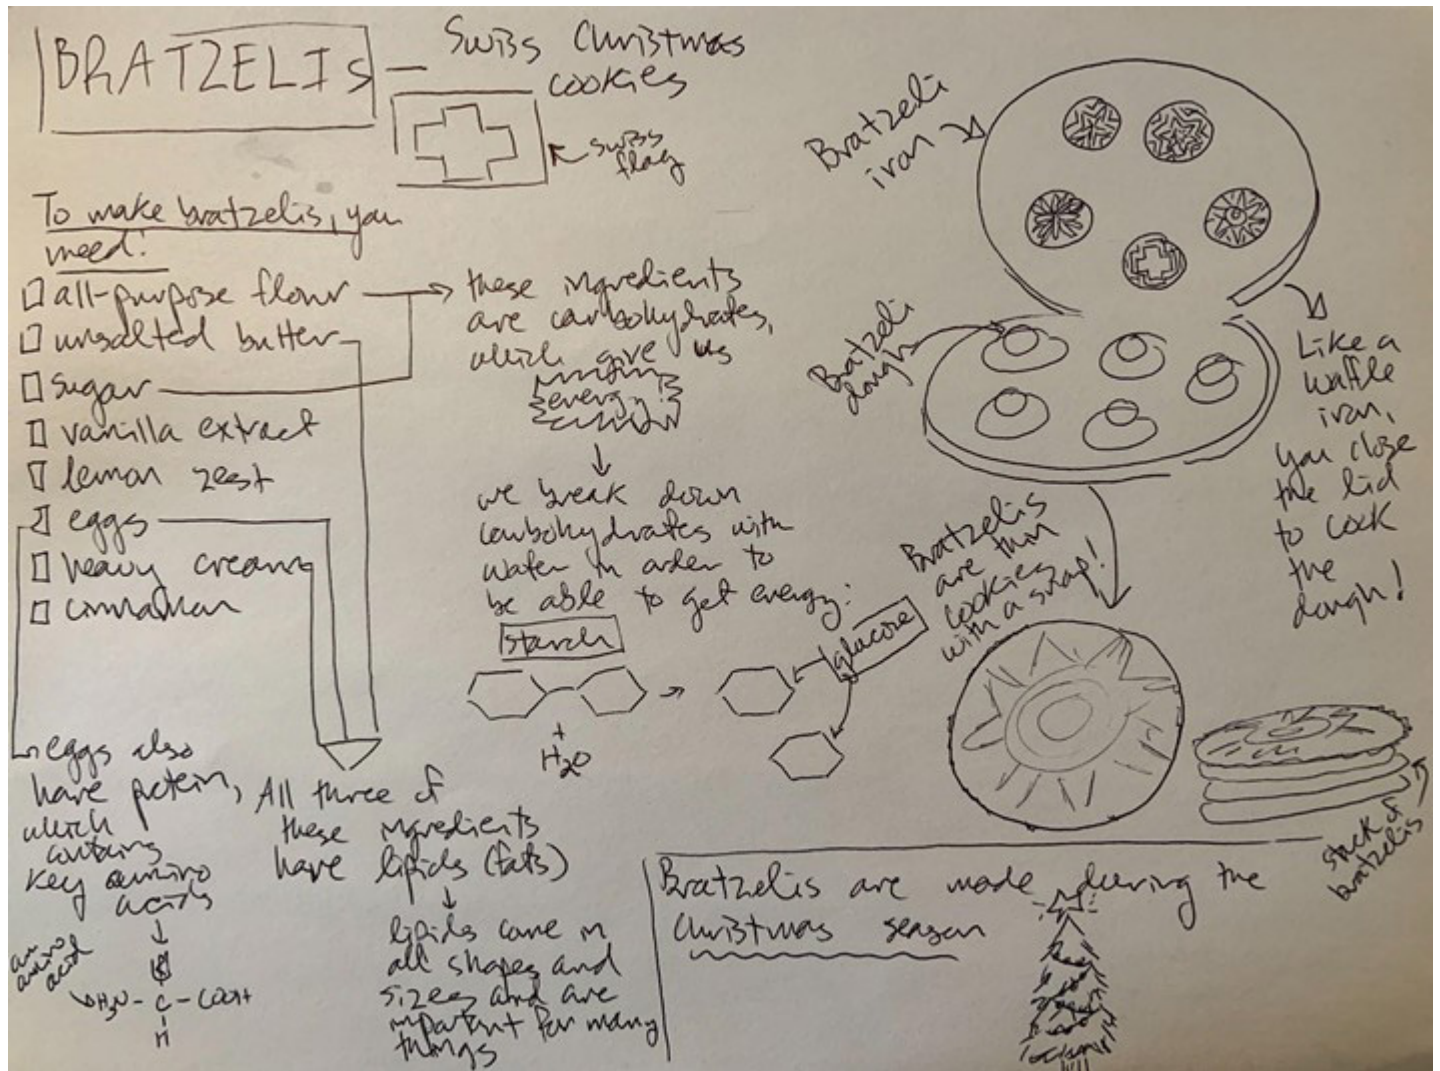 BRATZELIs — Swiss Christmas
cookies
swiss
flag
To make bratzelis, you
need:
all-purpose flour
unsalted butter
sugar
vanilla extract
lemon zest
eggs
heavy cream
cinnamon
these ingredients
are carbohydrates,
which give us
energy!
we break down
carbohydrates with
water in order to
be able to get energy:
starch
+
H2O
glucose
eggs also
have protein,
which
contains
key amino
acids
an
amino
acid
H3N - C - COOH
H
All three of
these ingredients
have lipids (fats)
lipids come in
all shapes and
sizes and are
important for many
things
Bratzeli
iron
Bratzeli
dough
Like a
waffle
iron,
you close
the lid
to cook
the
dough!
Bratzelis
are thin
cookies
with a snap!
stack of
bratzelis
Bratzelis are made during the
Christmas season